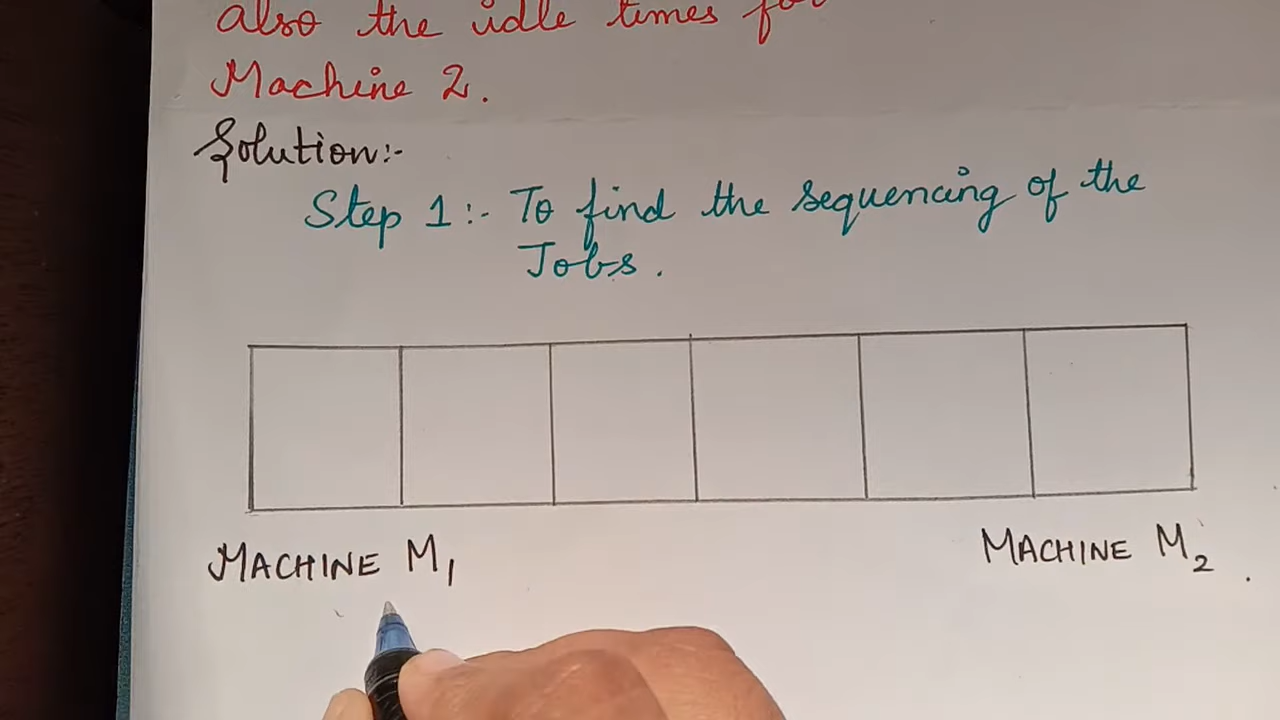 also the idle times for
Machine 2.
Solution:-
Step 1:- To find the sequencing of the
Jobs.
MACHINE M1
MACHINE M2